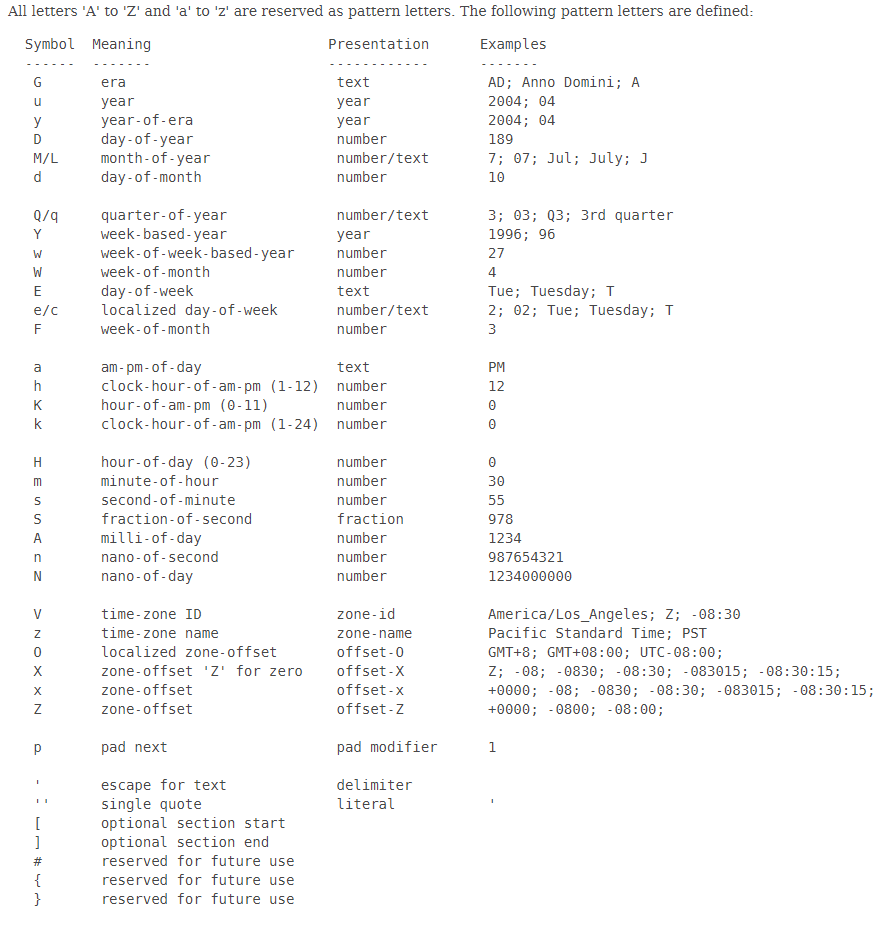 All letters 'A' to 'Z' and 'a' to 'z' are reserved as pattern letters. The following pattern letters are defined:
Symbol  Meaning                     Presentation      Examples
------  -------                     ------------      -------
G       era                         text              AD; Anno Domini; A
u       year                        year              2004; 04
y       year-of-era                 year              2004; 04
D       day-of-year                 number            189
M/L     month-of-year               number/text       7; 07; Jul; July; J
d       day-of-month                number            10
Q/q     quarter-of-year             number/text       3; 03; Q3; 3rd quarter
Y       week-based-year             year              1996; 96
w       week-of-week-based-year     number            27
W       week-of-month               number            4
E       day-of-week                 text              Tue; Tuesday; T
e/c     localized day-of-week       number/text       2; 02; Tue; Tuesday; T
F       week-of-month               number            3
a       am-pm-of-day                text              PM
h       clock-hour-of-am-pm (1-12)  number            12
K       hour-of-am-pm (0-11)        number            0
k       clock-hour-of-am-pm (1-24)  number            0
H       hour-of-day (0-23)          number            0
m       minute-of-hour              number            30
s       second-of-minute            number            55
S       fraction-of-second          fraction          978
A       milli-of-day                number            1234
n       nano-of-second              number            987654321
N       nano-of-day                 number            1234000000
V       time-zone ID                zone-id           America/Los_Angeles; Z; -08:30
z       time-zone name              zone-name         Pacific Standard Time; PST
O       localized zone-offset       offset-O          GMT+8; GMT+08:00; UTC-08:00;
X       zone-offset 'Z' for zero    offset-X          Z; -08; -0830; -08:30; -083015; -08:30:15;
x       zone-offset                 offset-x          +0000; -08; -0830; -08:30; -083015; -08:30:15;
Z       zone-offset                 offset-Z          +0000; -0800; -08:00;
p       pad next                    pad modifier      1
'       escape for text             delimiter
''      single quote                literal           '
[       optional section start
]       optional section end
#       reserved for future use
{       reserved for future use
}       reserved for future use